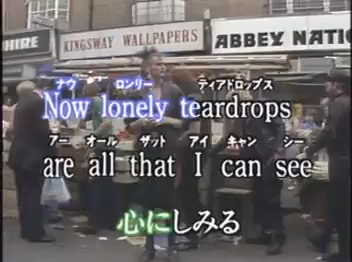 HIRE
KINGSWAY WALLPAPERS
ABBEY NATI
ナウ ロンリー ティアドロップス
Now lonely teardrops
アー オール ザット アイ キャン シー
are all that I can see
心にしみる